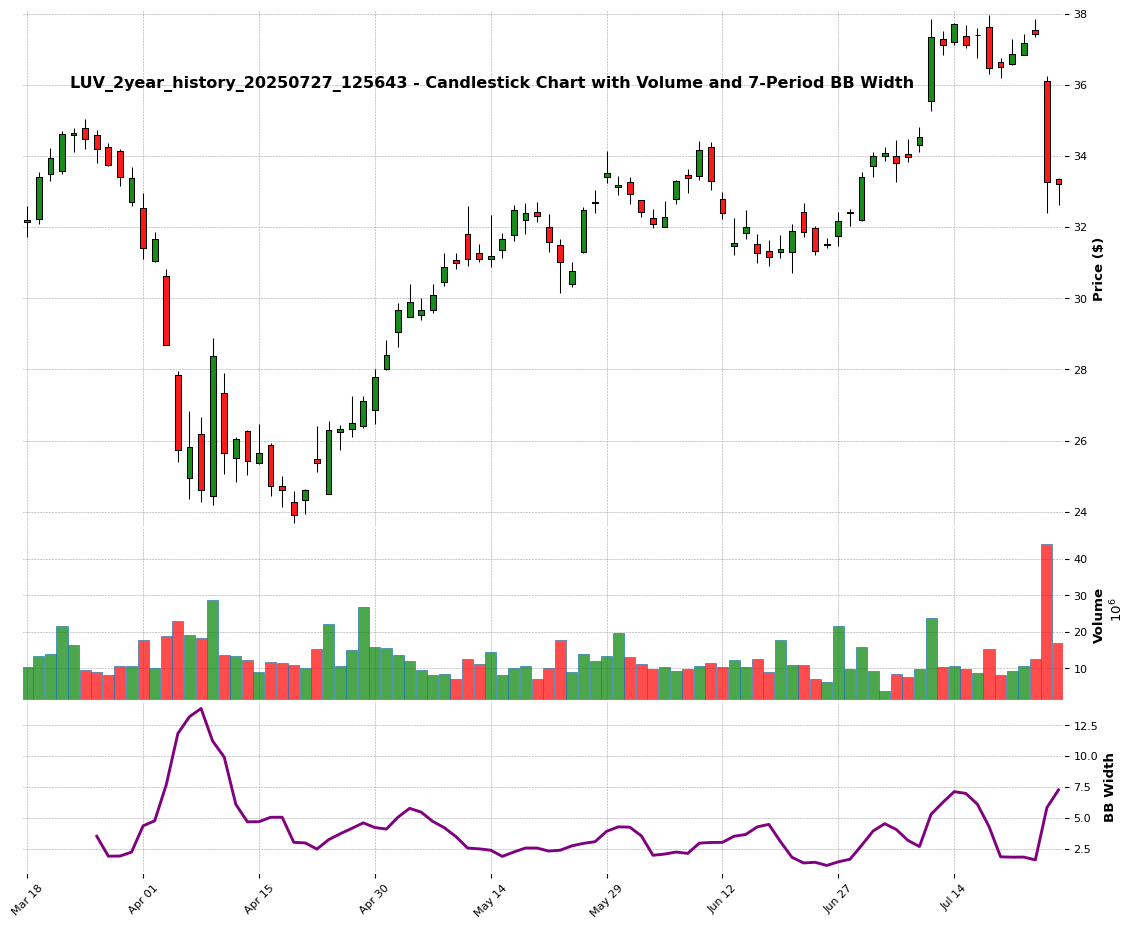 LUV_2year_history_20250727_125643 - Candlestick Chart with Volume and 7-Period BB Width
38
36
34
32
30
28
26
24
Price ($)
40
30
20
10
Volume
10^6
12.5
10.0
7.5
5.0
2.5
BB Width
Mar 18
Apr 01
Apr 15
Apr 30
May 14
May 29
Jun 12
Jun 27
Jul 14